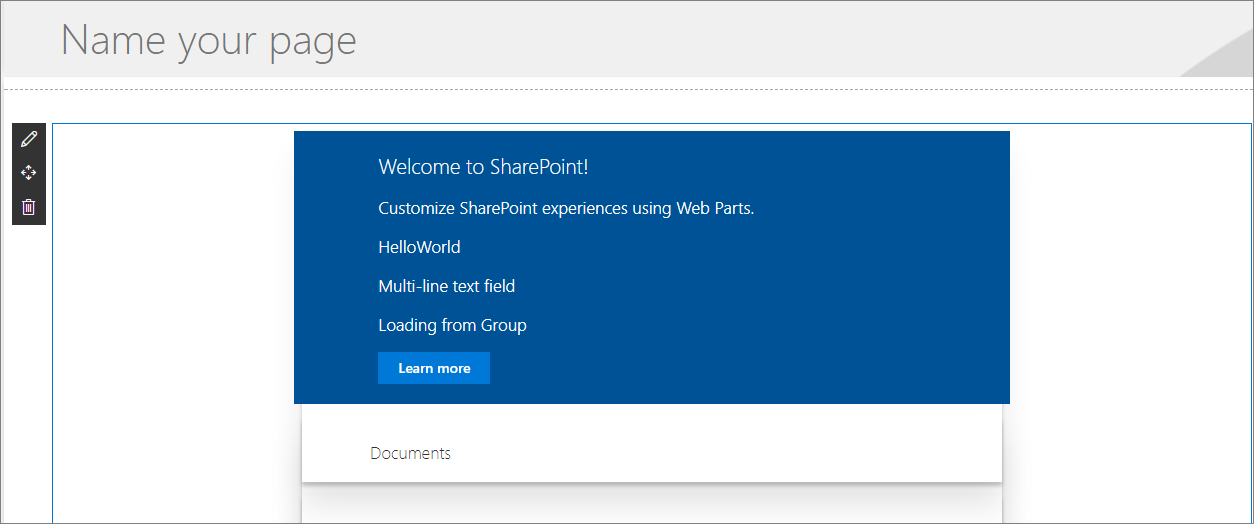 Name your page
Welcome to SharePoint!
Customize SharePoint experiences using Web Parts.
HelloWorld
Multi-line text field
Loading from Group
Learn more
Documents